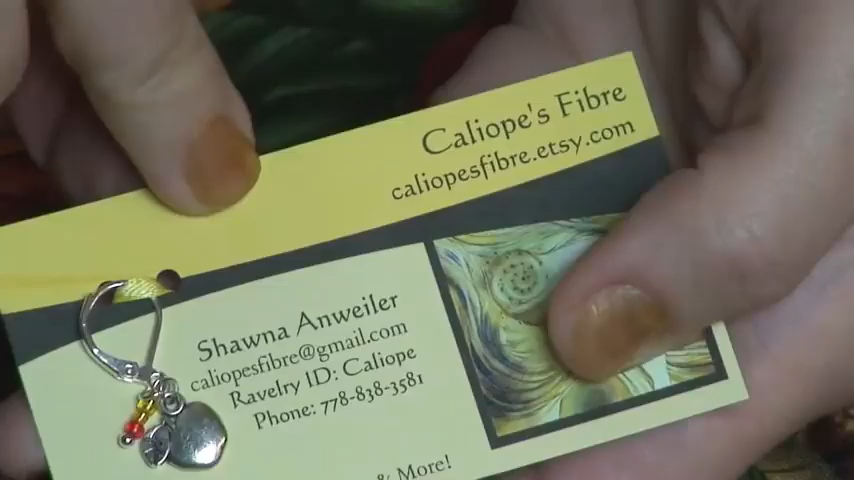 Caliope's Fibre
caliopesfibre.etsy.com
Shawna Anweiler
caliopesfibre@gmail.com
Ravelry ID: Caliope
Phone: 778-838-3581
& More!